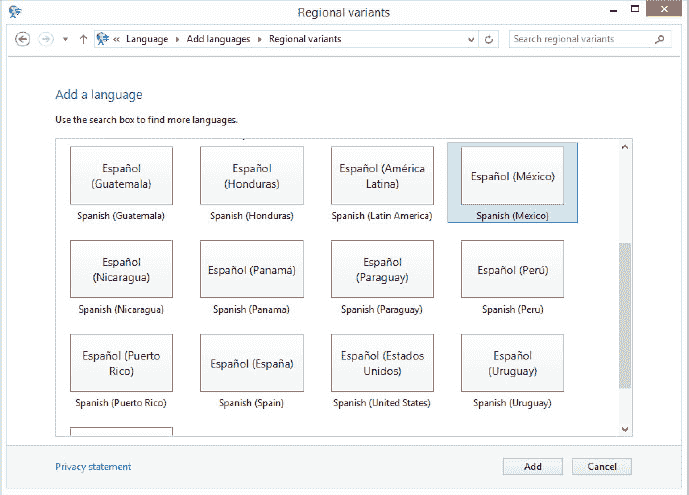 Regional variants
« Language Add languages Regional variants
Search regional variants
Add a language
Use the search box to find more languages.
Español
(Guatemala)
Spanish (Guatemala)
Español
(Honduras)
Spanish (Honduras)
Español (América
Latina)
Spanish (Latin America)
Español (México)
Spanish (Mexico)
Español
(Nicaragua)
Spanish (Nicaragua)
Español (Panamá)
Spanish (Panama)
Español
(Paraguay)
Spanish (Paraguay)
Español (Perú)
Spanish (Peru)
Español (Puerto
Rico)
Spanish (Puerto Rico)
Español (España)
Spanish (Spain)
Español (Estados
Unidos)
Spanish (United States)
Español
(Uruguay)
Spanish (Uruguay)
Privacy statement
Add
Cancel